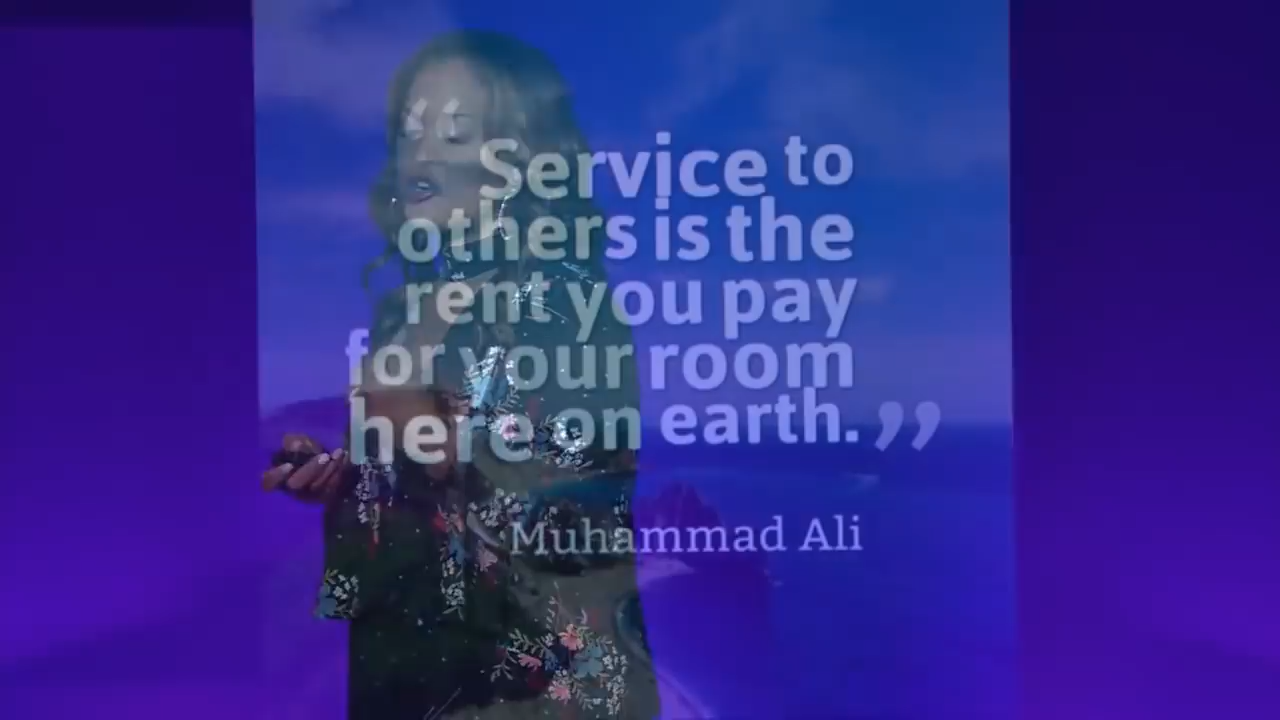 “Service to
others is the
rent you pay
for your room
here on earth.”
Muhammad Ali